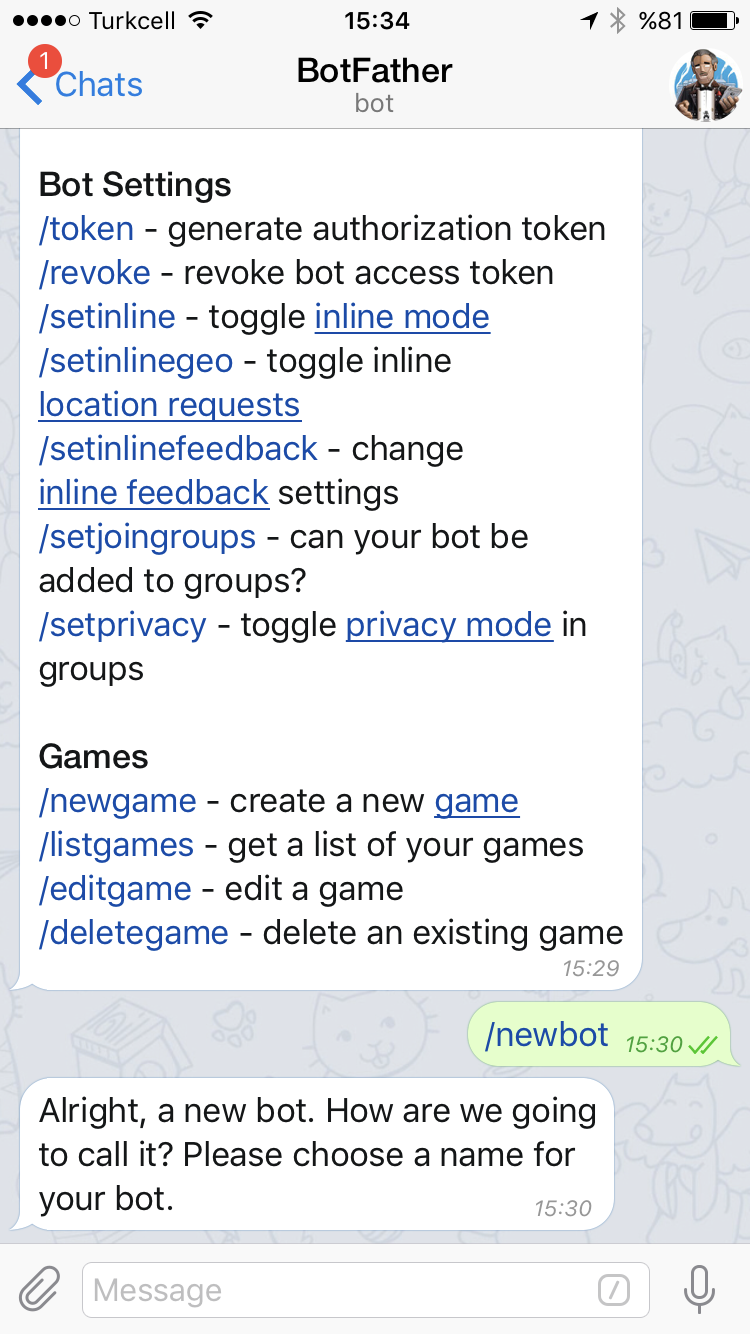 Turkcell 15:34 %81
1
Chats BotFather
bot
Bot Settings
/token - generate authorization token
/revoke - revoke bot access token
/setinline - toggle inline mode
/setinlinegeo - toggle inline
location requests
/setinlinefeedback - change
inline feedback settings
/setjoingroups - can your bot be
added to groups?
/setprivacy - toggle privacy mode in
groups
Games
/newgame - create a new game
/listgames - get a list of your games
/editgame - edit a game
/deletegame - delete an existing game
15:29
/newbot 15:30
Alright, a new bot. How are we going
to call it? Please choose a name for
your bot.
15:30
Message /